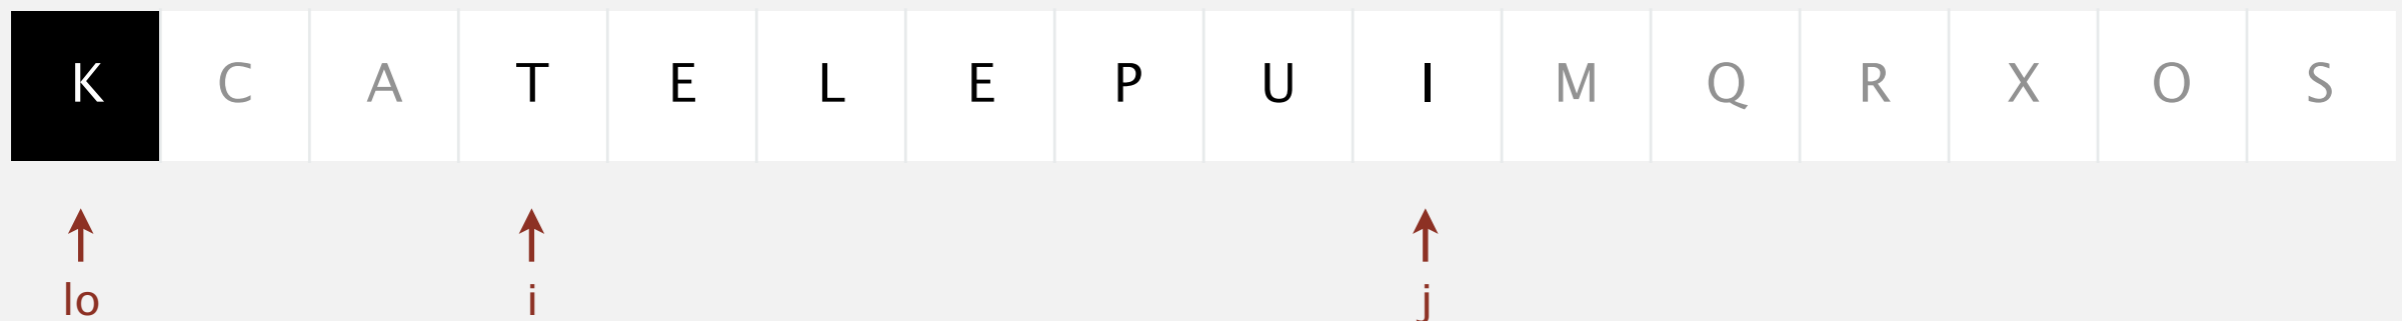 K C A T E L E P U I M Q R X O S
lo i j